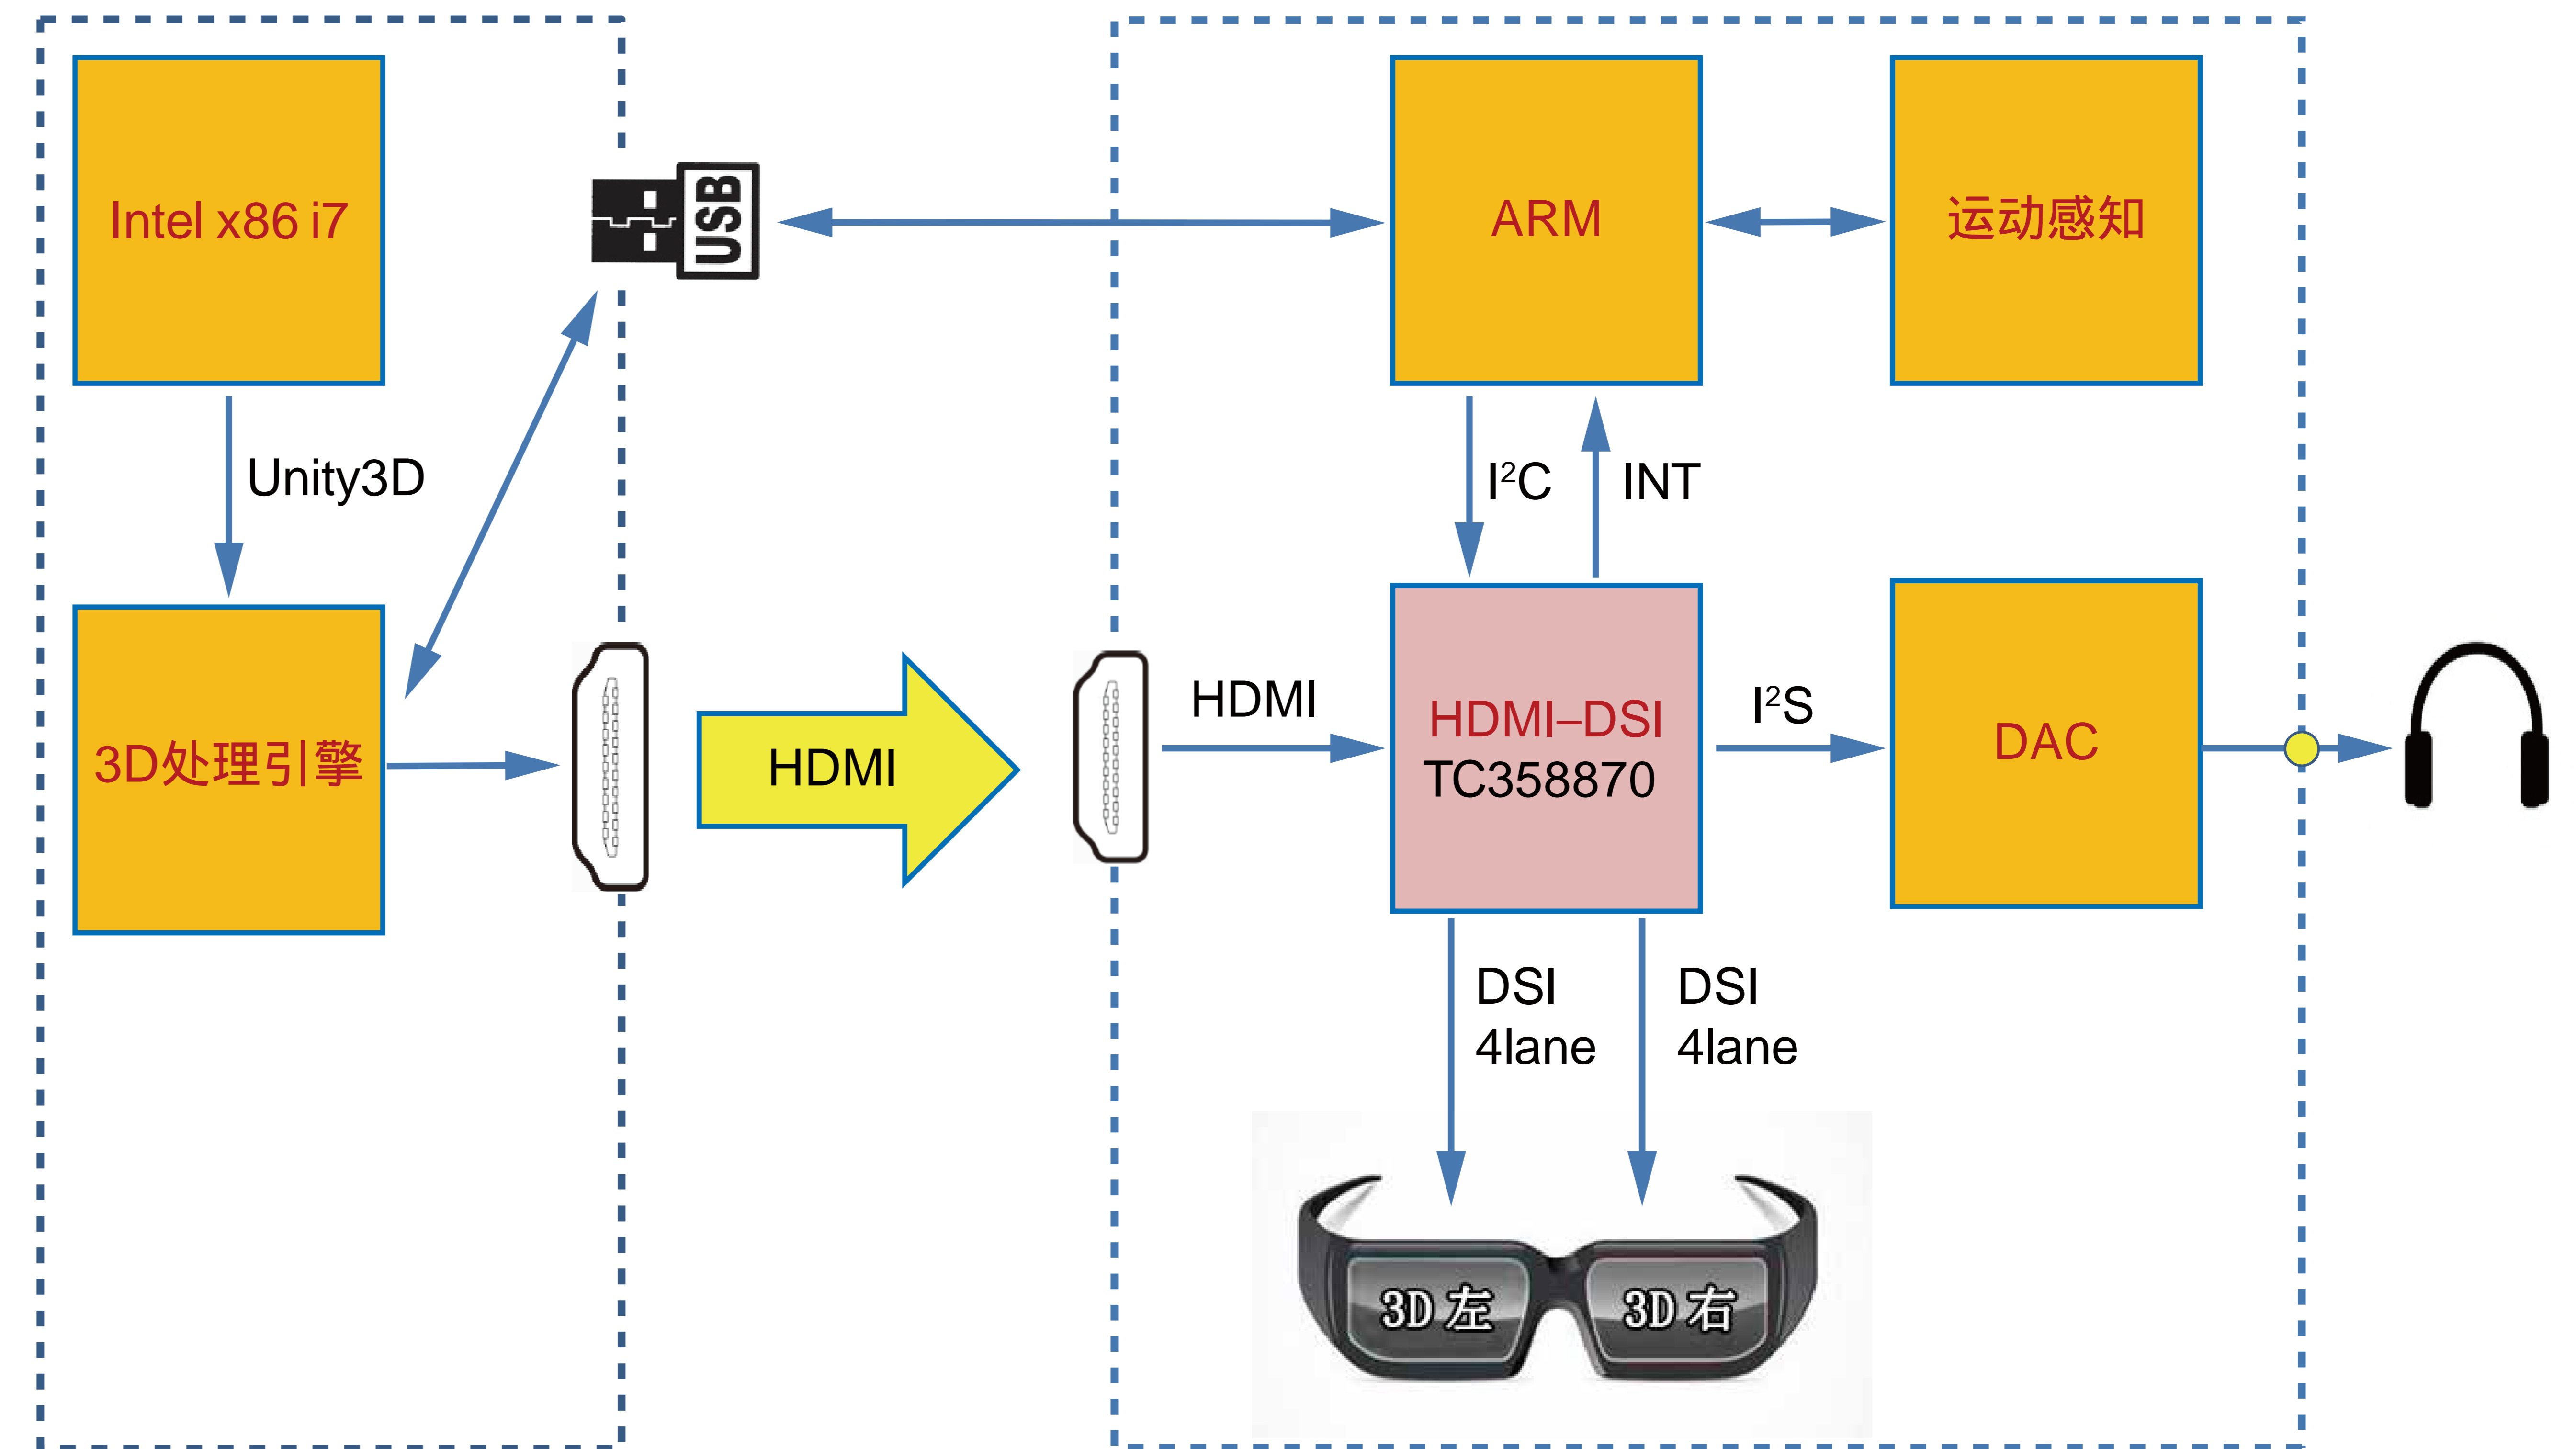 Intel x86 i7
USB
ARM
运动感知
Unity3D
I²C
INT
3D处理引擎
HDMI
HDMI
HDMI–DSI
TC358870
I²S
DAC
DSI
4lane
DSI
4lane
3D 左
3D 右